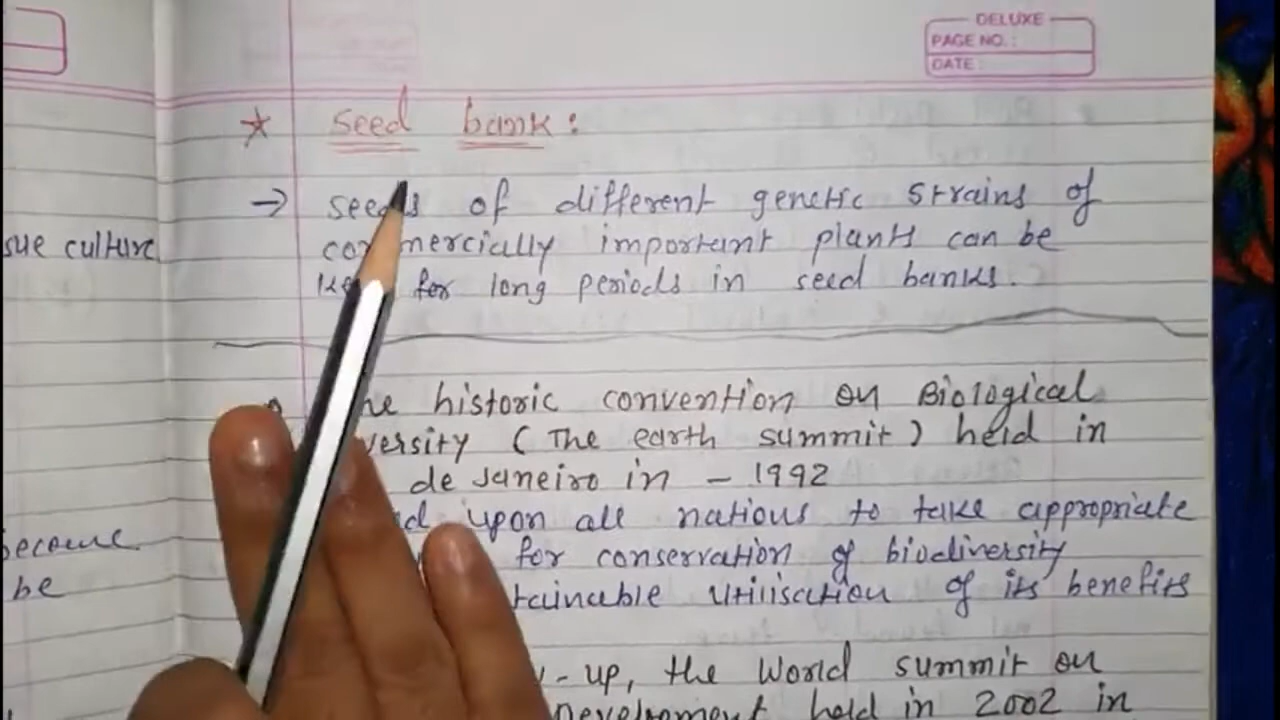 DELUXE
PAGE NO. :
DATE :
seed bank :
→ seeds of different genetic strains of
commercially important plants can be
for long periods in seed banks.
sue culture
historic convention on Biological
versity ( The earth summit ) held in
de Janeiro in - 1992
upon all nations to take appropriate
for conservation of biodiversity
tainable utilisation of its benefits
because
be
- up, the World summit on
Development held in 2002 in